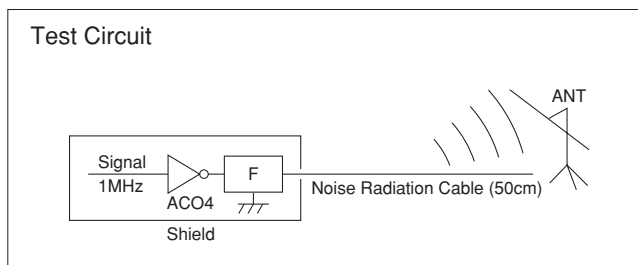 Test Circuit
ANT
Signal
1MHz
F
ACO4
Noise Radiation Cable (50cm)
Shield